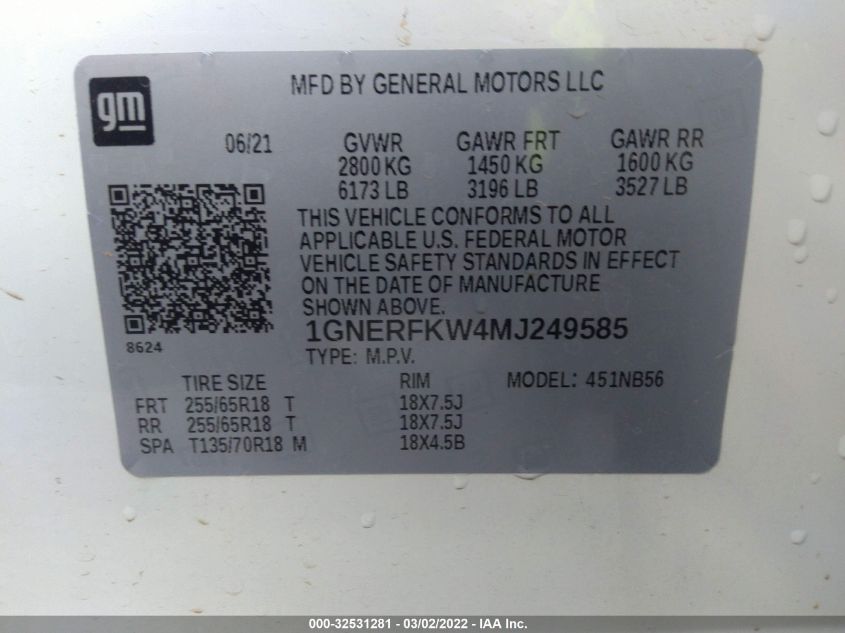 MFD BY GENERAL MOTORS LLC
gm
06/21 GVWR GAWR FRT GAWR RR
2800 KG 1450 KG 1600 KG
6173 LB 3196 LB 3527 LB
THIS VEHICLE CONFORMS TO ALL
APPLICABLE U.S. FEDERAL MOTOR
VEHICLE SAFETY STANDARDS IN EFFECT
ON THE DATE OF MANUFACTURE
SHOWN ABOVE.
8624
1GNERFKW4MJ249585
TYPE: M.P.V.
TIRE SIZE RIM MODEL: 451NB56
FRT 255/65R18 T 18X7.5J
RR 255/65R18 T 18X7.5J
SPA T135/70R18 M 18X4.5B
000-32531281 - 03/02/2022 - IAA Inc.